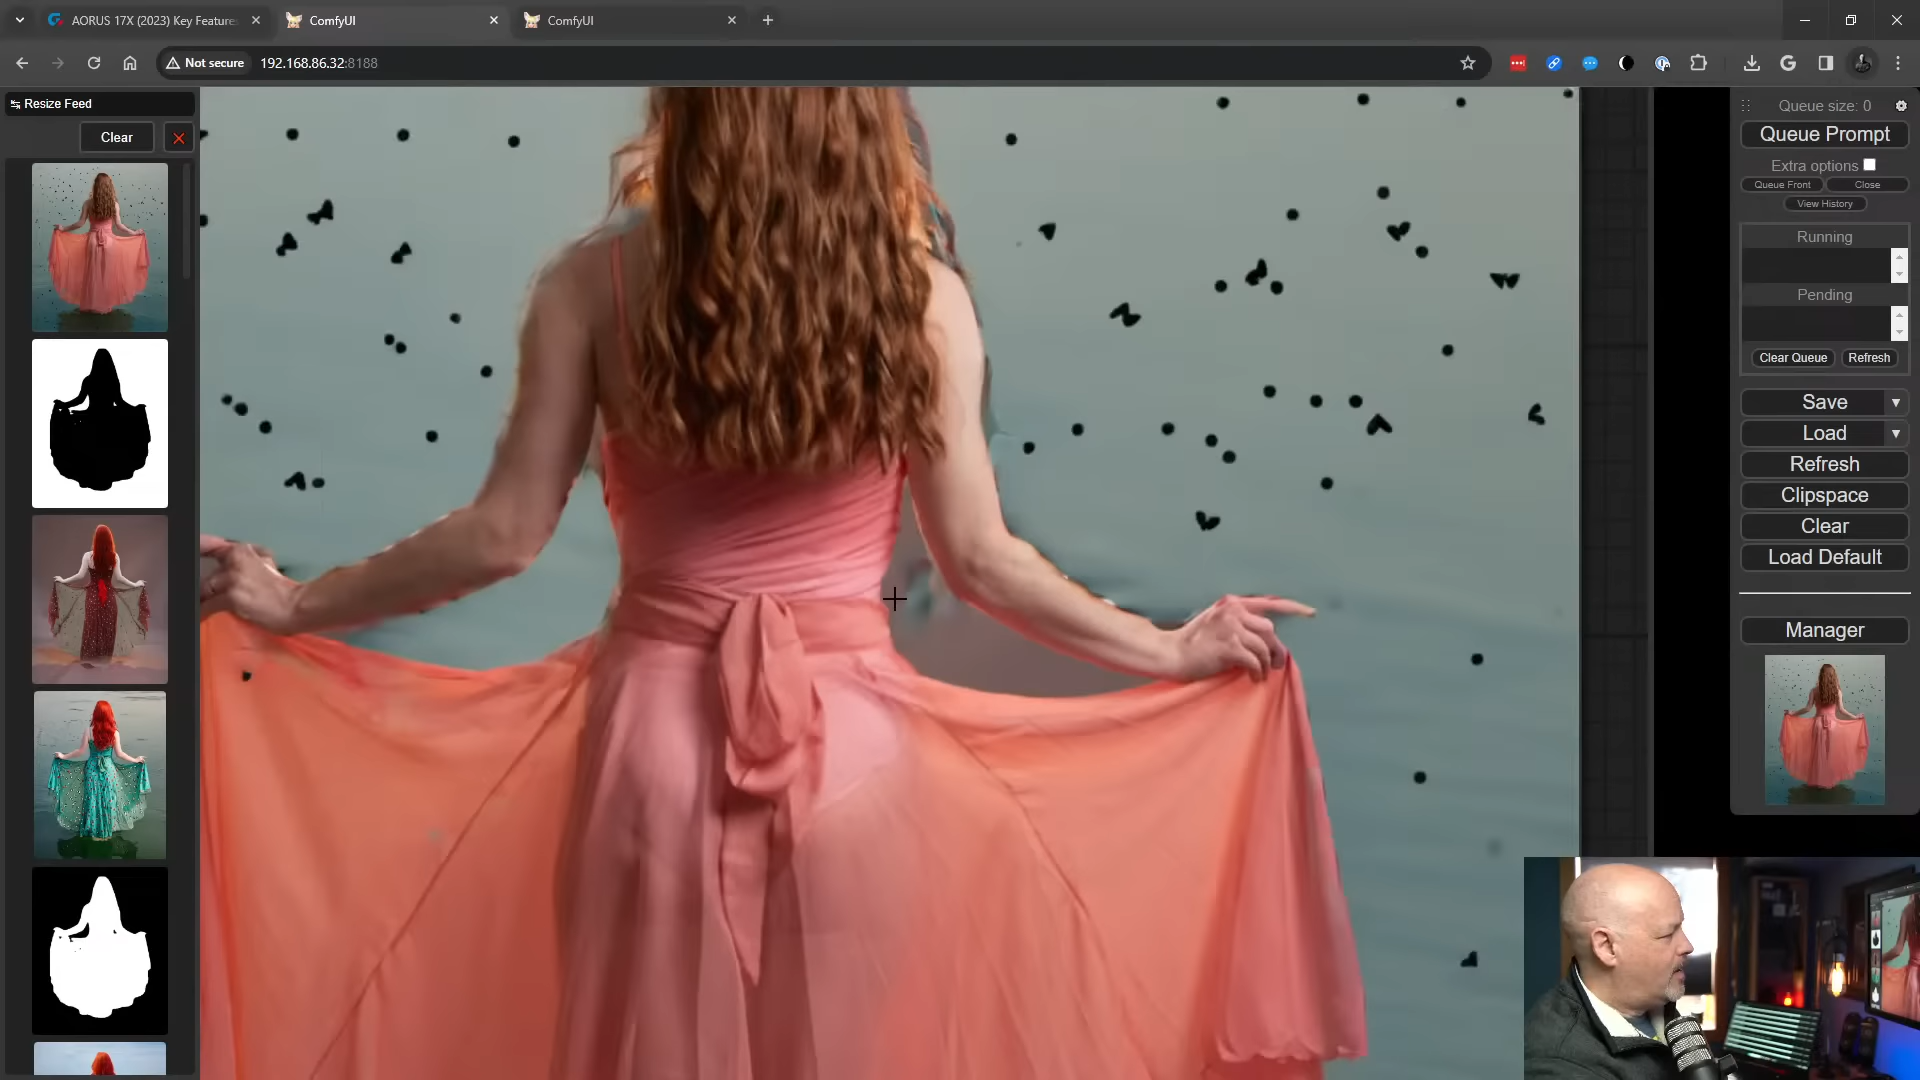 AORUS 17X (2023) Key Feature
ComfyUI
ComfyUI
Not secure
192.168.86.32:8188
Resize Feed
Clear
Queue size: 0
Queue Prompt
Extra options
Queue Front
Close
View History
Running
Pending
Clear Queue
Refresh
Save
Load
Refresh
Clipspace
Clear
Load Default
Manager